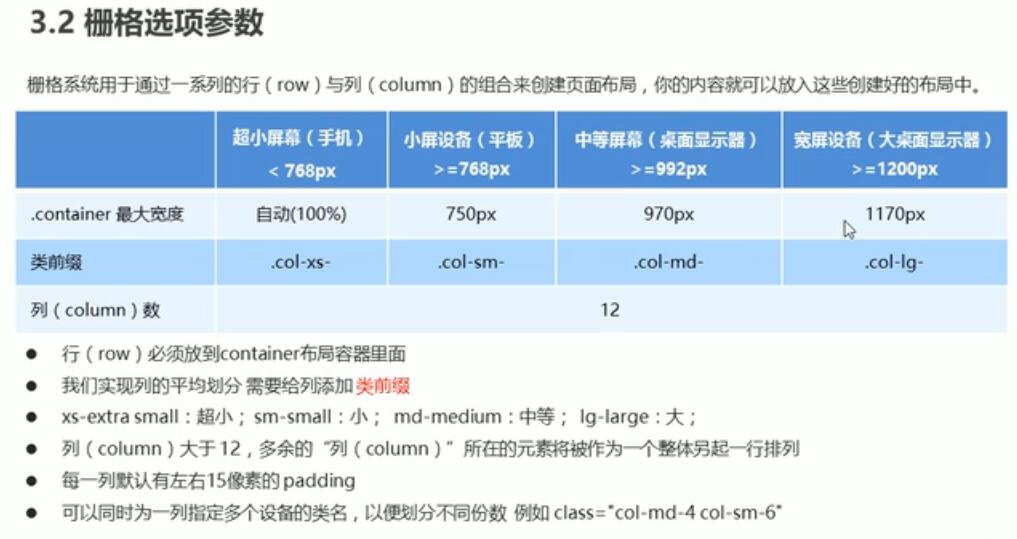 3.2 栅格选项参数
栅格系统用于通过一系列的行（row）与列（column）的组合来创建页面布局，你的内容就可以放入这些创建好的布局中。
超小屏幕（手机） 小屏设备（平板） 中等屏幕（桌面显示器） 宽屏设备（大桌面显示器）
< 768px >=768px >=992px >=1200px
.container 最大宽度 自动(100%) 750px 970px 1170px
类前缀 .col-xs- .col-sm- .col-md- .col-lg-
列（column）数 12
● 行（row）必须放到container布局容器里面
● 我们实现列的平均划分 需要给列添加 类前缀
● xs-extra small：超小； sm-small：小； md-medium：中等； lg-large：大；
● 列（column）大于 12，多余的“列（column）”所在的元素将被作为一个整体另起一行排列
● 每一列默认有左右15像素的 padding
● 可以同时为一列指定多个设备的类名，以便划分不同份数 例如 class="col-md-4 col-sm-6"